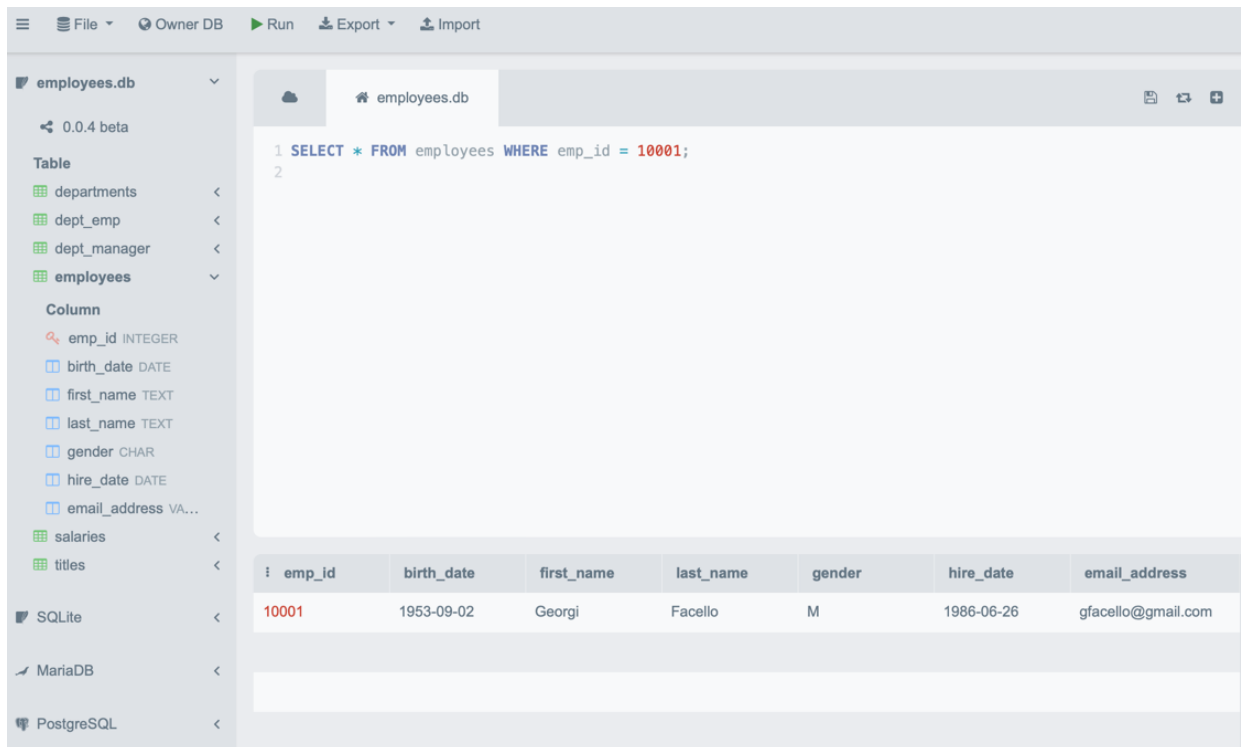 File Owner DB Run Export Import
employees.db
0.0.4 beta
Table
departments
dept_emp
dept_manager
employees
Column
emp_id INTEGER
birth_date DATE
first_name TEXT
last_name TEXT
gender CHAR
hire_date DATE
email_address VA...
salaries
titles
SQLite
MariaDB
PostgreSQL
employees.db
1 SELECT * FROM employees WHERE emp_id = 10001;
2
emp_id birth_date first_name last_name gender hire_date email_address
10001 1953-09-02 Georgi Facello M 1986-06-26 gfacello@gmail.com